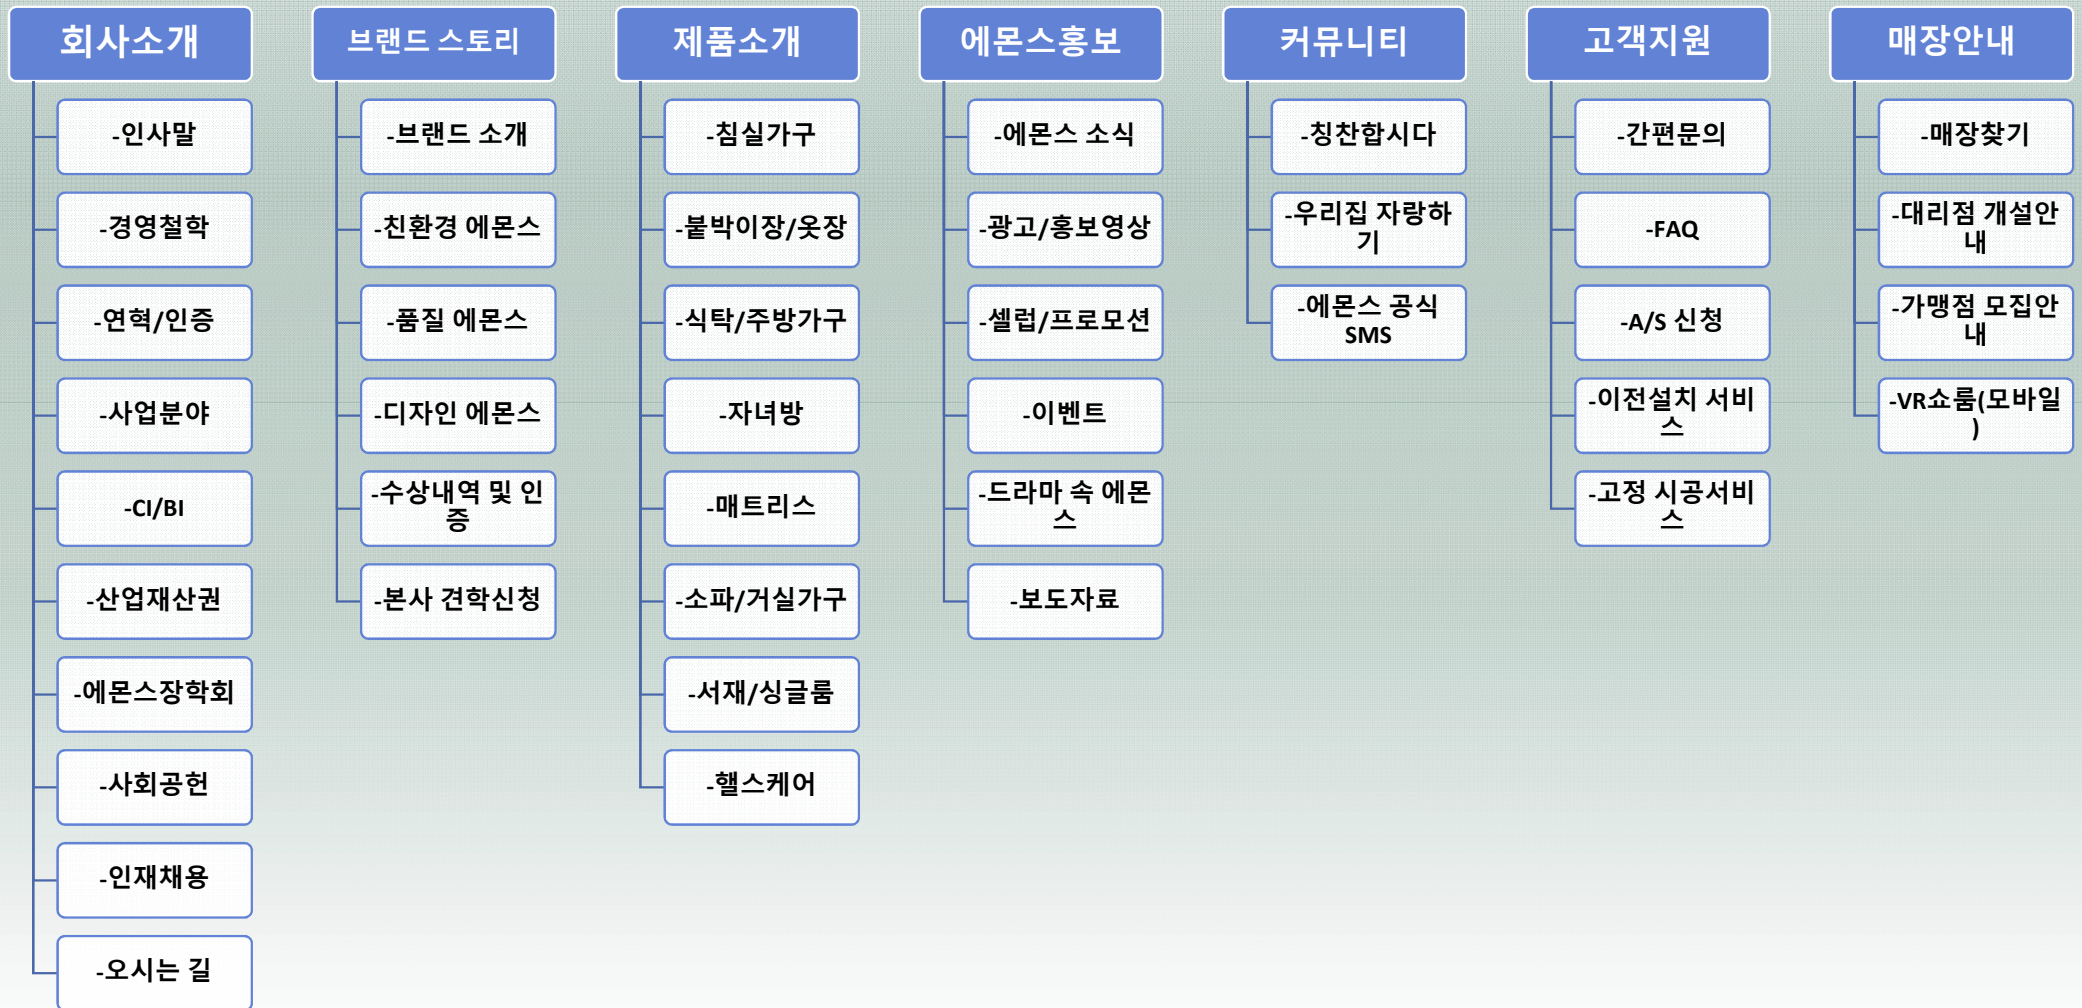 회사소개
-인사말
-경영철학
-연혁/인증
-사업분야
-CI/BI
-산업재산권
-에몬스장학회
-사회공헌
-인재채용
-오시는 길
브랜드 스토리
-브랜드 소개
-친환경 에몬스
-품질 에몬스
-디자인 에몬스
-수상내역 및 인
증
-본사 견학신청
제품소개
-침실가구
-붙박이장/옷장
-식탁/주방가구
-자녀방
-매트리스
-소파/거실가구
-서재/싱글룸
-핼스케어
에몬스홍보
-에몬스 소식
-광고/홍보영상
-셀럽/프로모션
-이벤트
-드라마 속 에몬
스
-보도자료
커뮤니티
-칭찬합시다
-우리집 자랑하
기
-에몬스 공식
SMS
고객지원
-간편문의
-FAQ
-A/S 신청
-이전설치 서비
스
-고정 시공서비
스
매장안내
-매장찾기
-대리점 개설안
내
-가맹점 모집안
내
-VR쇼룸(모바일
)